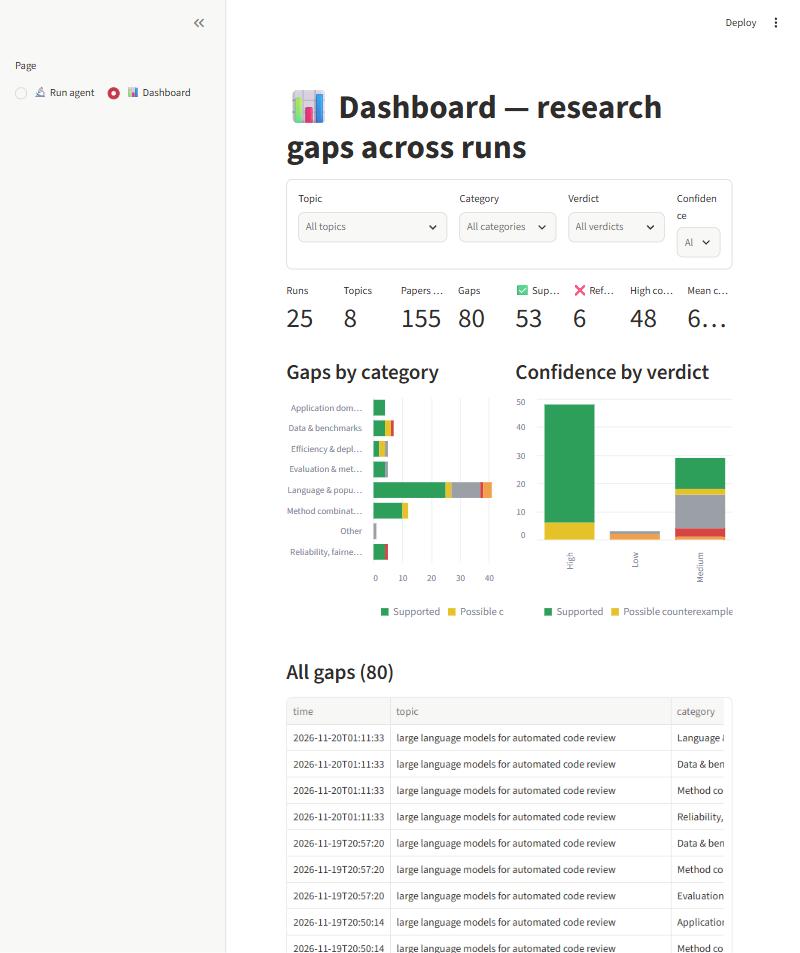 Deploy
Page
Run agent
Dashboard
Dashboard — research
gaps across runs
Topic
Category
Verdict
Confiden
ce
All topics
All categories
All verdicts
Al
Runs
Topics
Papers ...
Gaps
Sup...
Ref...
High co...
Mean c...
25
8
155
80
53
6
48
6...
Gaps by category
Confidence by verdict
Application dom...
Data & benchmarks
Efficiency & depl...
Evaluation & met...
Language & popu...
Method combinat...
Other
Reliability, fairne...
0 10 20 30 40
Supported
Possible c
50
40
30
20
10
0
High
Low
Medium
Supported
Possible counterexample
All gaps (80)
time topic category
2026-11-20T01:11:33 large language models for automated code review Language &
2026-11-20T01:11:33 large language models for automated code review Data & ben
2026-11-20T01:11:33 large language models for automated code review Method co
2026-11-20T01:11:33 large language models for automated code review Reliability,
2026-11-19T20:57:20 large language models for automated code review Data & ben
2026-11-19T20:57:20 large language models for automated code review Method co
2026-11-19T20:57:20 large language models for automated code review Evaluation
2026-11-19T20:50:14 large language models for automated code review Application
2026-11-19T20:50:14 large language models for automated code review Method co